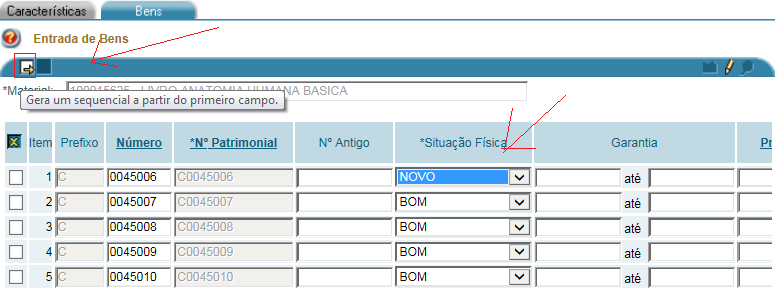 Características Bens
Entrada de Bens
*Material: LIVRO ANATOMIA HUMANA BASICA
Gera um sequencial a partir do primeiro campo.
Item Prefixo Número *Nº Patrimonial Nº Antigo *Situação Física Garantia
1 C 0045006 C0045006 NOVO até
2 C 0045007 C0045007 BOM até
3 C 0045008 C0045008 BOM até
4 C 0045009 C0045009 BOM até
5 C 0045010 C0045010 BOM até